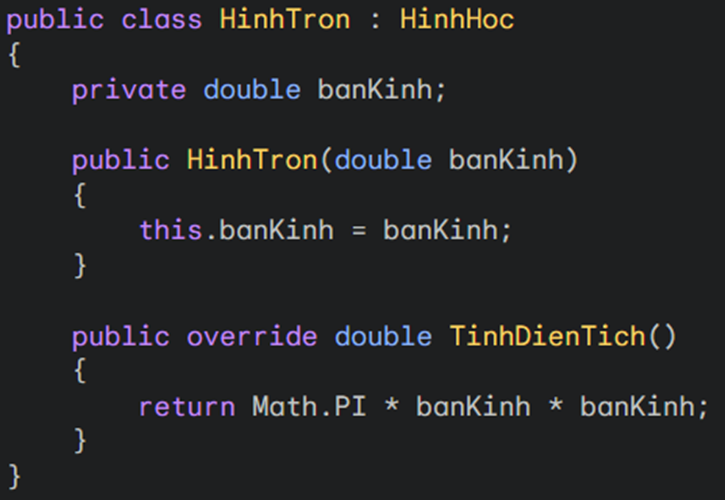 public class HinhTron : HinhHoc
{
    private double banKinh;

    public HinhTron(double banKinh)
    {
        this.banKinh = banKinh;
    }

    public override double TinhDienTich()
    {
        return Math.PI * banKinh * banKinh;
    }
}